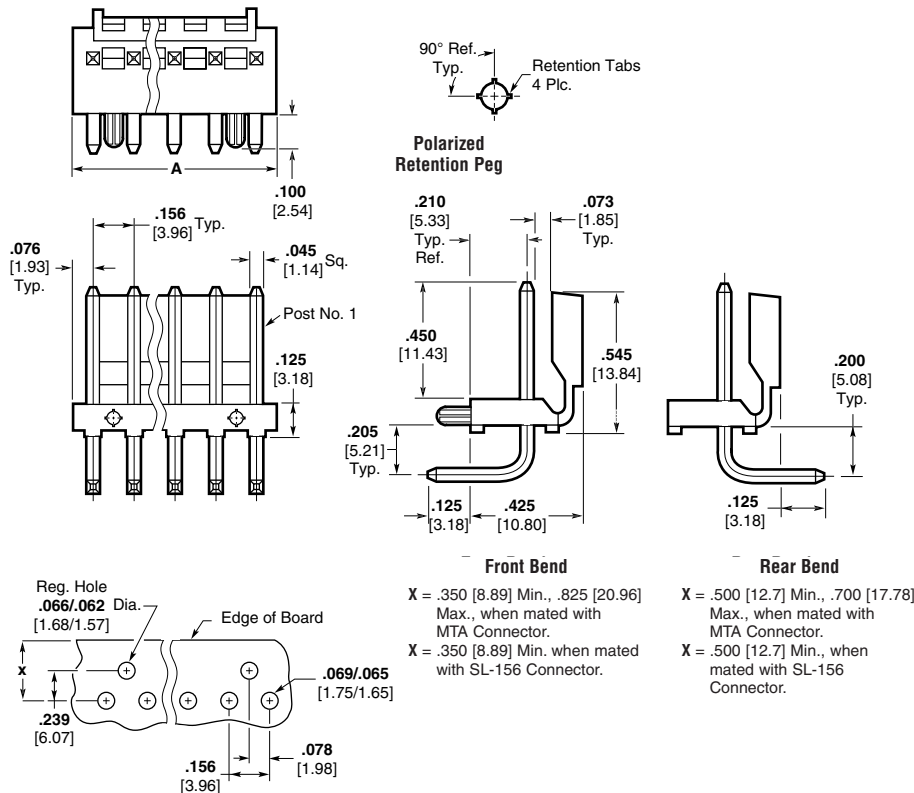 90° Ref.
Typ.
Retention Tabs
4 Plc.
Polarized
Retention Peg
A
.100
[2.54]
.156
[3.96] Typ.
.076
[1.93]
Typ.
.045
[1.14] Sq.
Post No. 1
.125
[3.18]
.210
[5.33]
Typ.
Ref.
.073
[1.85]
Typ.
.450
[11.43]
.545
[13.84]
.205
[5.21]
Typ.
.125
[3.18]
.425
[10.80]
.200
[5.08]
Typ.
.125
[3.18]
Front Bend
X = .350 [8.89] Min., .825 [20.96]
Max., when mated with
MTA Connector.
X = .350 [8.89] Min. when mated
with SL-156 Connector.
Rear Bend
X = .500 [12.7] Min., .700 [17.78]
Max., when mated with
MTA Connector.
X = .500 [12.7] Min., when
mated with SL-156
Connector.
Reg. Hole
.066/.062 Dia.
[1.68/1.57]
Edge of Board
x
.069/.065
[1.75/1.65]
.239
[6.07]
.078
[1.98]
.156
[3.96]